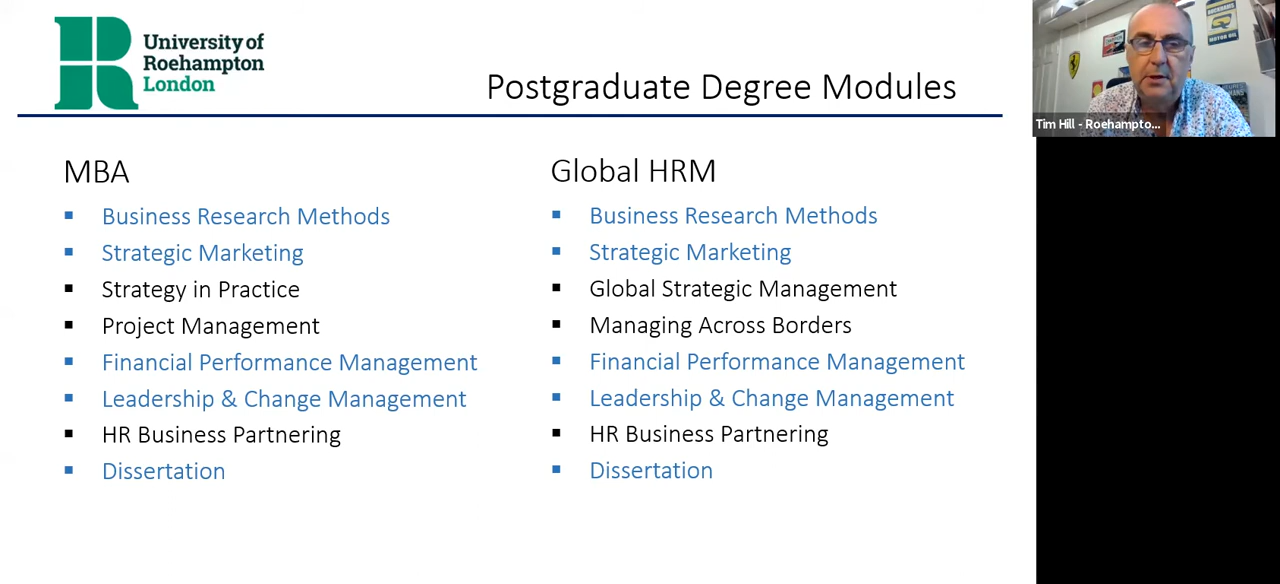 University of
Roehampton
London
Postgraduate Degree Modules
MBA
Business Research Methods
Strategic Marketing
Strategy in Practice
Project Management
Financial Performance Management
Leadership & Change Management
HR Business Partnering
Dissertation
Global HRM
Business Research Methods
Strategic Marketing
Global Strategic Management
Managing Across Borders
Financial Performance Management
Leadership & Change Management
HR Business Partnering
Dissertation
MOTOR OIL
Tim Hill - Roehampto...